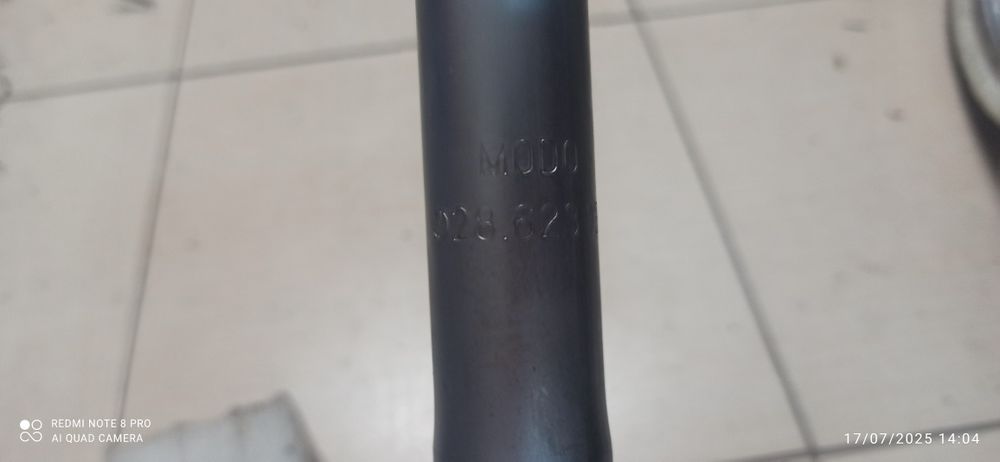 MODO
028.623
REDMI NOTE 8 PRO
AI QUAD CAMERA
17/07/2025 14:04